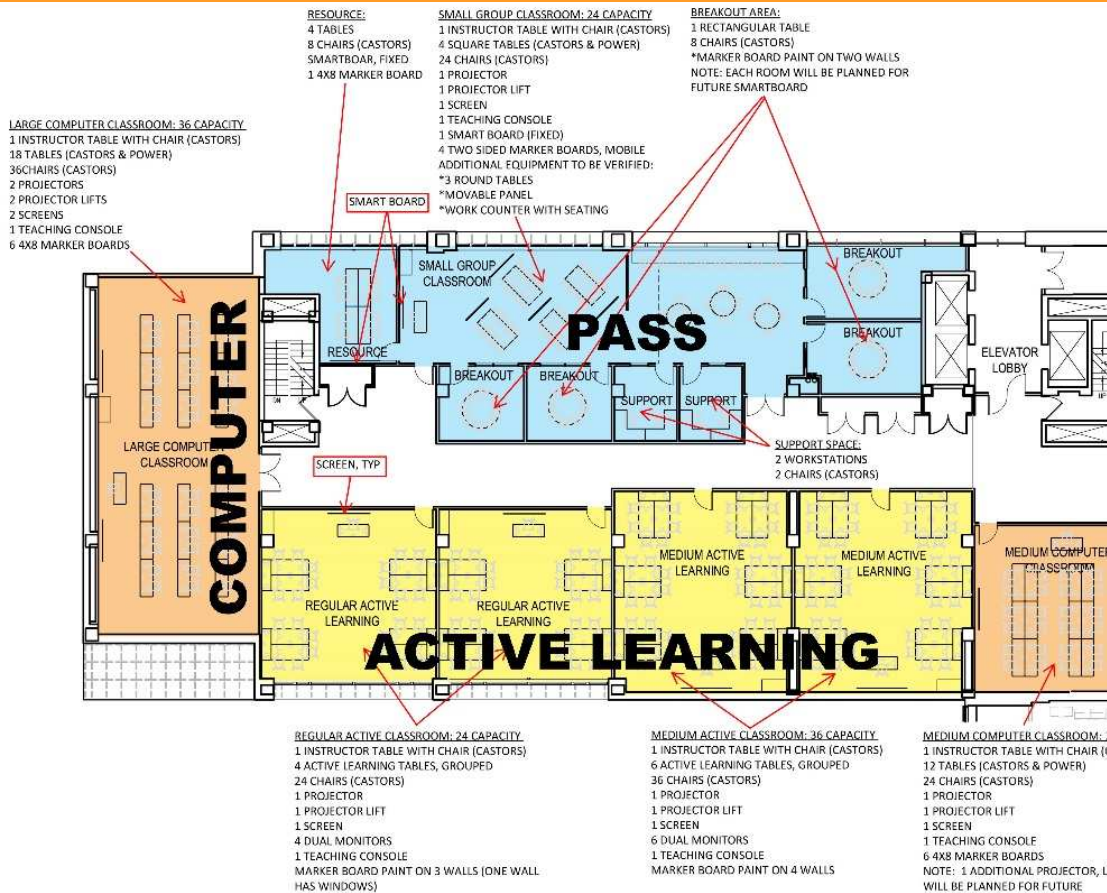 RESOURCE:
4 TABLES
8 CHAIRS (CASTORS)
SMARTBOAR, FIXED
1 4X8 MARKER BOARD
SMALL GROUP CLASSROOM: 24 CAPACITY
1 INSTRUCTOR TABLE WITH CHAIR (CASTORS)
4 SQUARE TABLES (CASTORS & POWER)
24 CHAIRS (CASTORS)
1 PROJECTOR
1 PROJECTOR LIFT
1 SCREEN
1 TEACHING CONSOLE
1 SMART BOARD (FIXED)
4 TWO SIDED MARKER BOARDS, MOBILE
ADDITIONAL EQUIPMENT TO BE VERIFIED:
*3 ROUND TABLES
*MOVABLE PANEL
*WORK COUNTER WITH SEATING
BREAKOUT AREA:
1 RECTANGULAR TABLE
8 CHAIRS (CASTORS)
*MARKER BOARD PAINT ON TWO WALLS
NOTE: EACH ROOM WILL BE PLANNED FOR
FUTURE SMARTBOARD
LARGE COMPUTER CLASSROOM: 36 CAPACITY
1 INSTRUCTOR TABLE WITH CHAIR (CASTORS)
18 TABLES (CASTORS & POWER)
36CHAIRS (CASTORS)
2 PROJECTORS
2 PROJECTOR LIFTS
2 SCREENS
1 TEACHING CONSOLE
6 4X8 MARKER BOARDS
SMART BOARD
SMALL GROUP
CLASSROOM
BREAKOUT
PASS
BREAKOUT
RESOURCE
ELEVATOR
LOBBY
BREAKOUT
BREAKOUT
SUPPORT
SUPPORT
COMPUTER
LARGE COMPUTER
CLASSROOM
SCREEN, TYP
SUPPORT SPACE:
2 WORKSTATIONS
2 CHAIRS (CASTORS)
MEDIUM ACTIVE
LEARNING
MEDIUM ACTIVE
LEARNING
MEDIUM COMPUTER
CLASSROOM
REGULAR ACTIVE
LEARNING
REGULAR ACTIVE
LEARNING
ACTIVE LEARNING
REGULAR ACTIVE CLASSROOM: 24 CAPACITY
1 INSTRUCTOR TABLE WITH CHAIR (CASTORS)
4 ACTIVE LEARNING TABLES, GROUPED
24 CHAIRS (CASTORS)
1 PROJECTOR
1 PROJECTOR LIFT
1 SCREEN
4 DUAL MONITORS
1 TEACHING CONSOLE
MARKER BOARD PAINT ON 3 WALLS (ONE WALL
HAS WINDOWS)
MEDIUM ACTIVE CLASSROOM: 36 CAPACITY
1 INSTRUCTOR TABLE WITH CHAIR (CASTORS)
6 ACTIVE LEARNING TABLES, GROUPED
36 CHAIRS (CASTORS)
1 PROJECTOR
1 PROJECTOR LIFT
1 SCREEN
6 DUAL MONITORS
1 TEACHING CONSOLE
MARKER BOARD PAINT ON 4 WALLS
MEDIUM COMPUTER CLASSROOM:
1 INSTRUCTOR TABLE WITH CHAIR
12 TABLES (CASTORS & POWER)
24 CHAIRS (CASTORS)
1 PROJECTOR
1 PROJECTOR LIFT
1 SCREEN
1 TEACHING CONSOLE
6 4X8 MARKER BOARDS
NOTE: 1 ADDITIONAL PROJECTOR,
WILL BE PLANNED FOR FUTURE